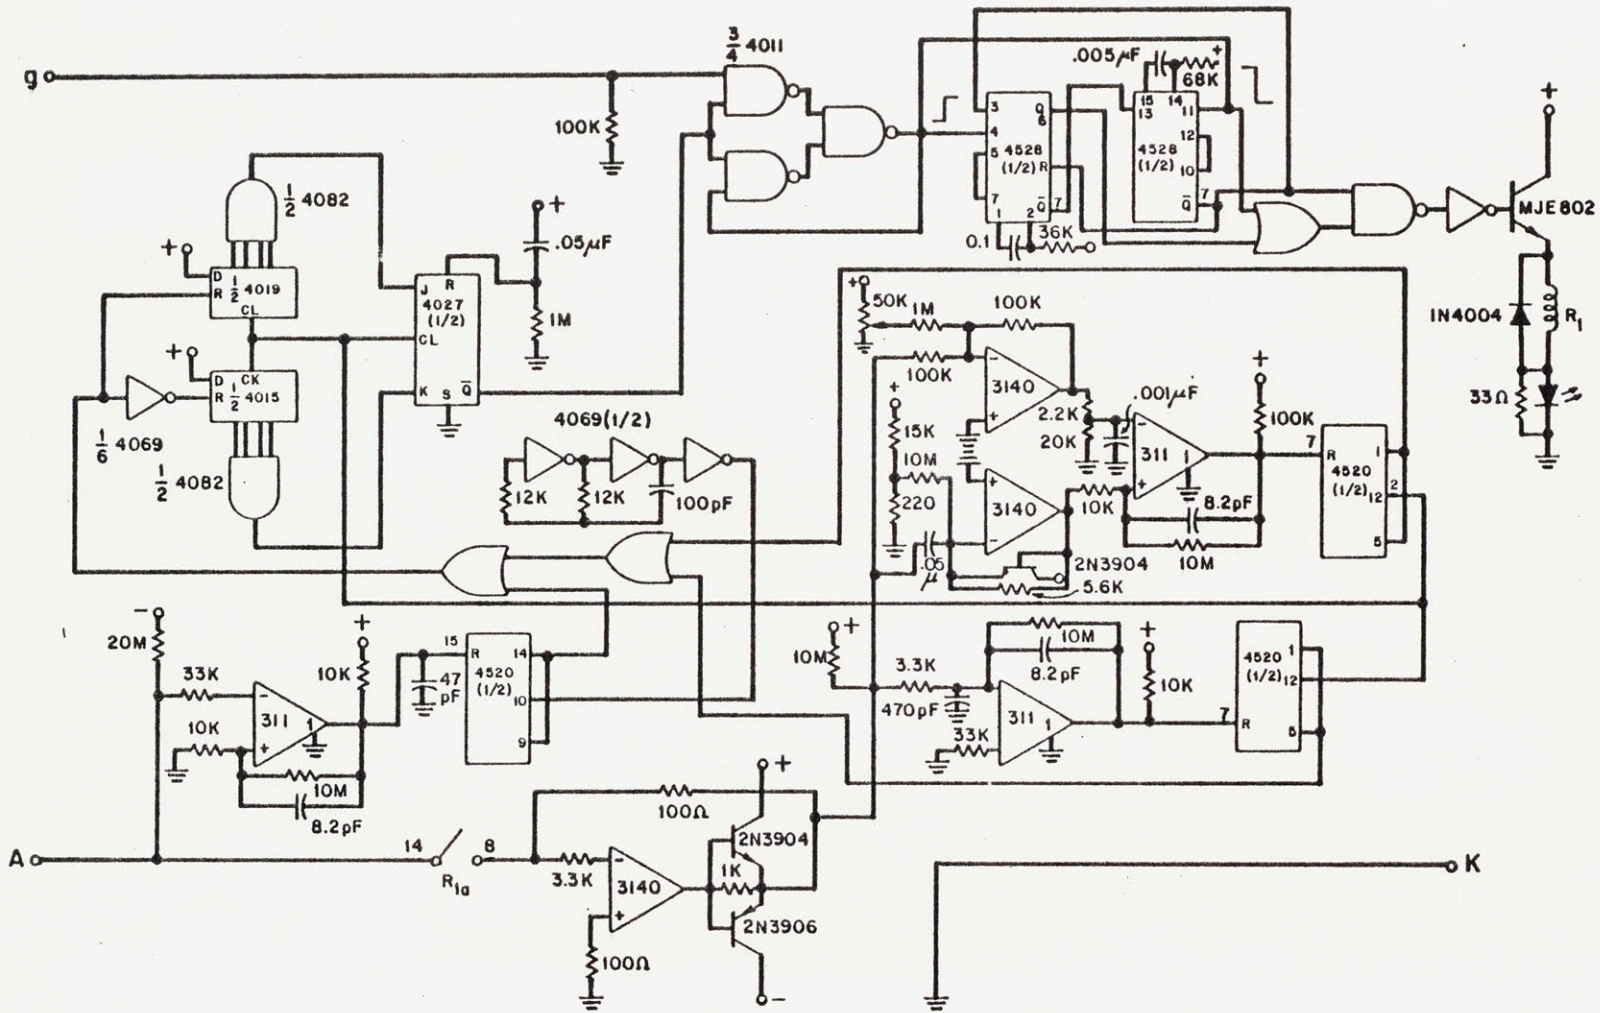 3/4 4011
g
100K
+
.005µF
68K
15
14
13
11
12
10
7
Q̄
4528
(1/2)
3
4
5
7
1
2
7
Q
6
R
Q̄
4528
(1/2)
0.1
36K
+
MJE802
1N4004
R1
33Ω
1/2 4082
+
D
R
1/2 4019
CL
+
D
CK
R
1/2 4015
1/6 4069
1/2 4082
J
R
4027
(1/2)
CL
K
S
Q̄
+
.05µF
1M
4069(1/2)
12K
12K
100pF
+
50K
1M
100K
100K
-
3140
+
+
15K
10M
220
+
3140
-
.05
µ
2N3904
5.6K
2.2K
20K
.001µF
-
311
1
+
10K
8.2pF
10M
+
100K
7
R
4520
(1/2)
1
2
12
5
-
20M
33K
10K
-
311
1
+
10M
8.2pF
+
10K
15
R
47
pF
4520
(1/2)
14
10
9
+
10M
3.3K
470pF
33K
10M
8.2pF
311
1
+
10K
7
R
4520
(1/2)
1
12
5
A
14
8
R1a
3.3K
100Ω
-
3140
+
100Ω
1K
+
2N3904
2N3906
-
K